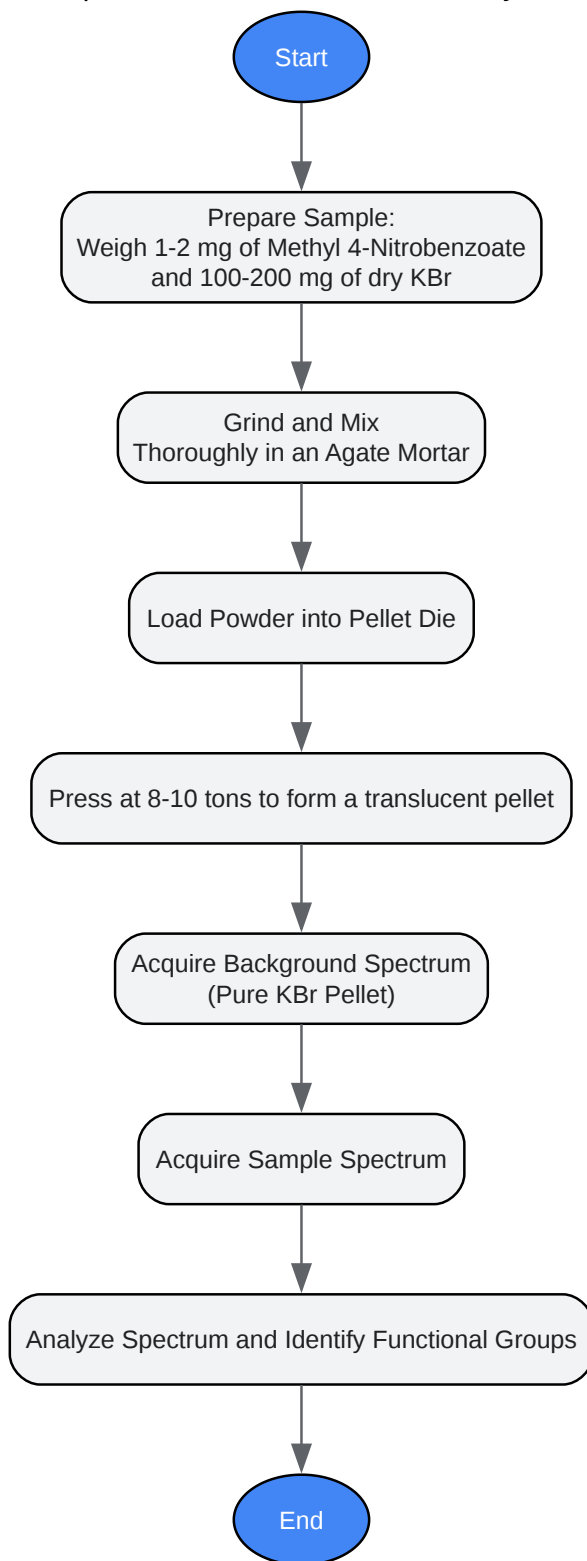 Start
Prepare Sample:
Weigh 1-2 mg of Methyl 4-Nitrobenzoate
and 100-200 mg of dry KBr
Grind and Mix
Thoroughly in an Agate Mortar
Load Powder into Pellet Die
Press at 8-10 tons to form a translucent pellet
Acquire Background Spectrum
(Pure KBr Pellet)
Acquire Sample Spectrum
Analyze Spectrum and Identify Functional Groups
End